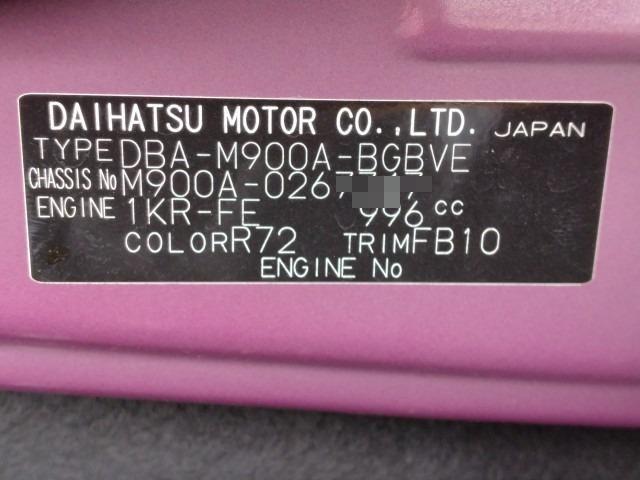 DAIHATSU MOTOR CO.,LTD. JAPAN
TYPE DBA-M900A-BGBVE
CHASSIS No
ENGINE 1KR-FE 996 cc
COLOR R72 TRIM FB10
ENGINE No